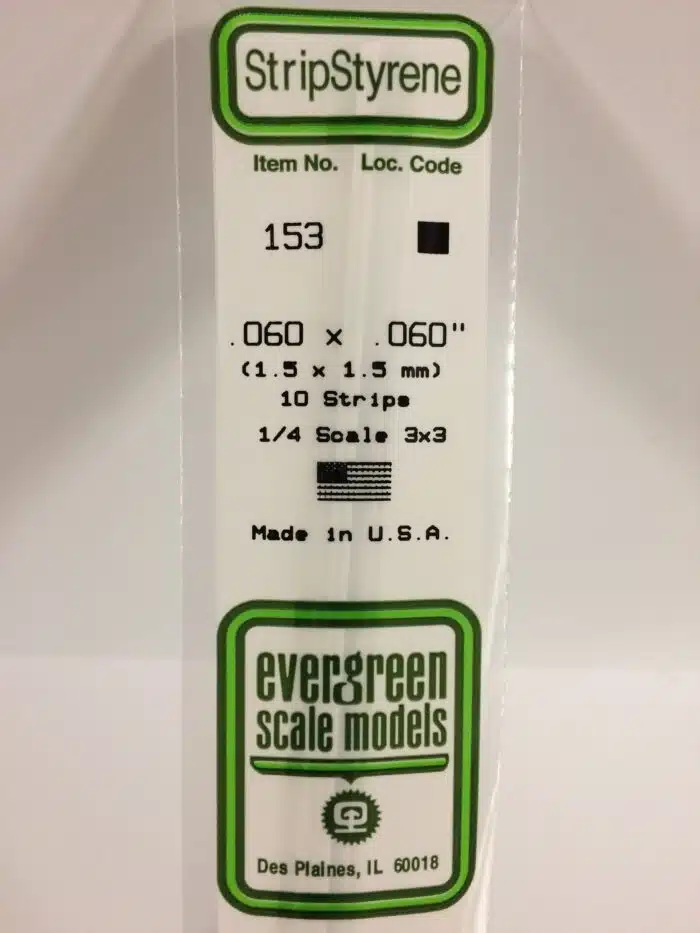 StripStyrene
Item No. Loc. Code
153
.060 x .060"
(1.5 x 1.5 mm)
10 Strips
1/4 Scale 3x3
Made in U.S.A.
evergreen
scale models
Des Plaines, IL 60018